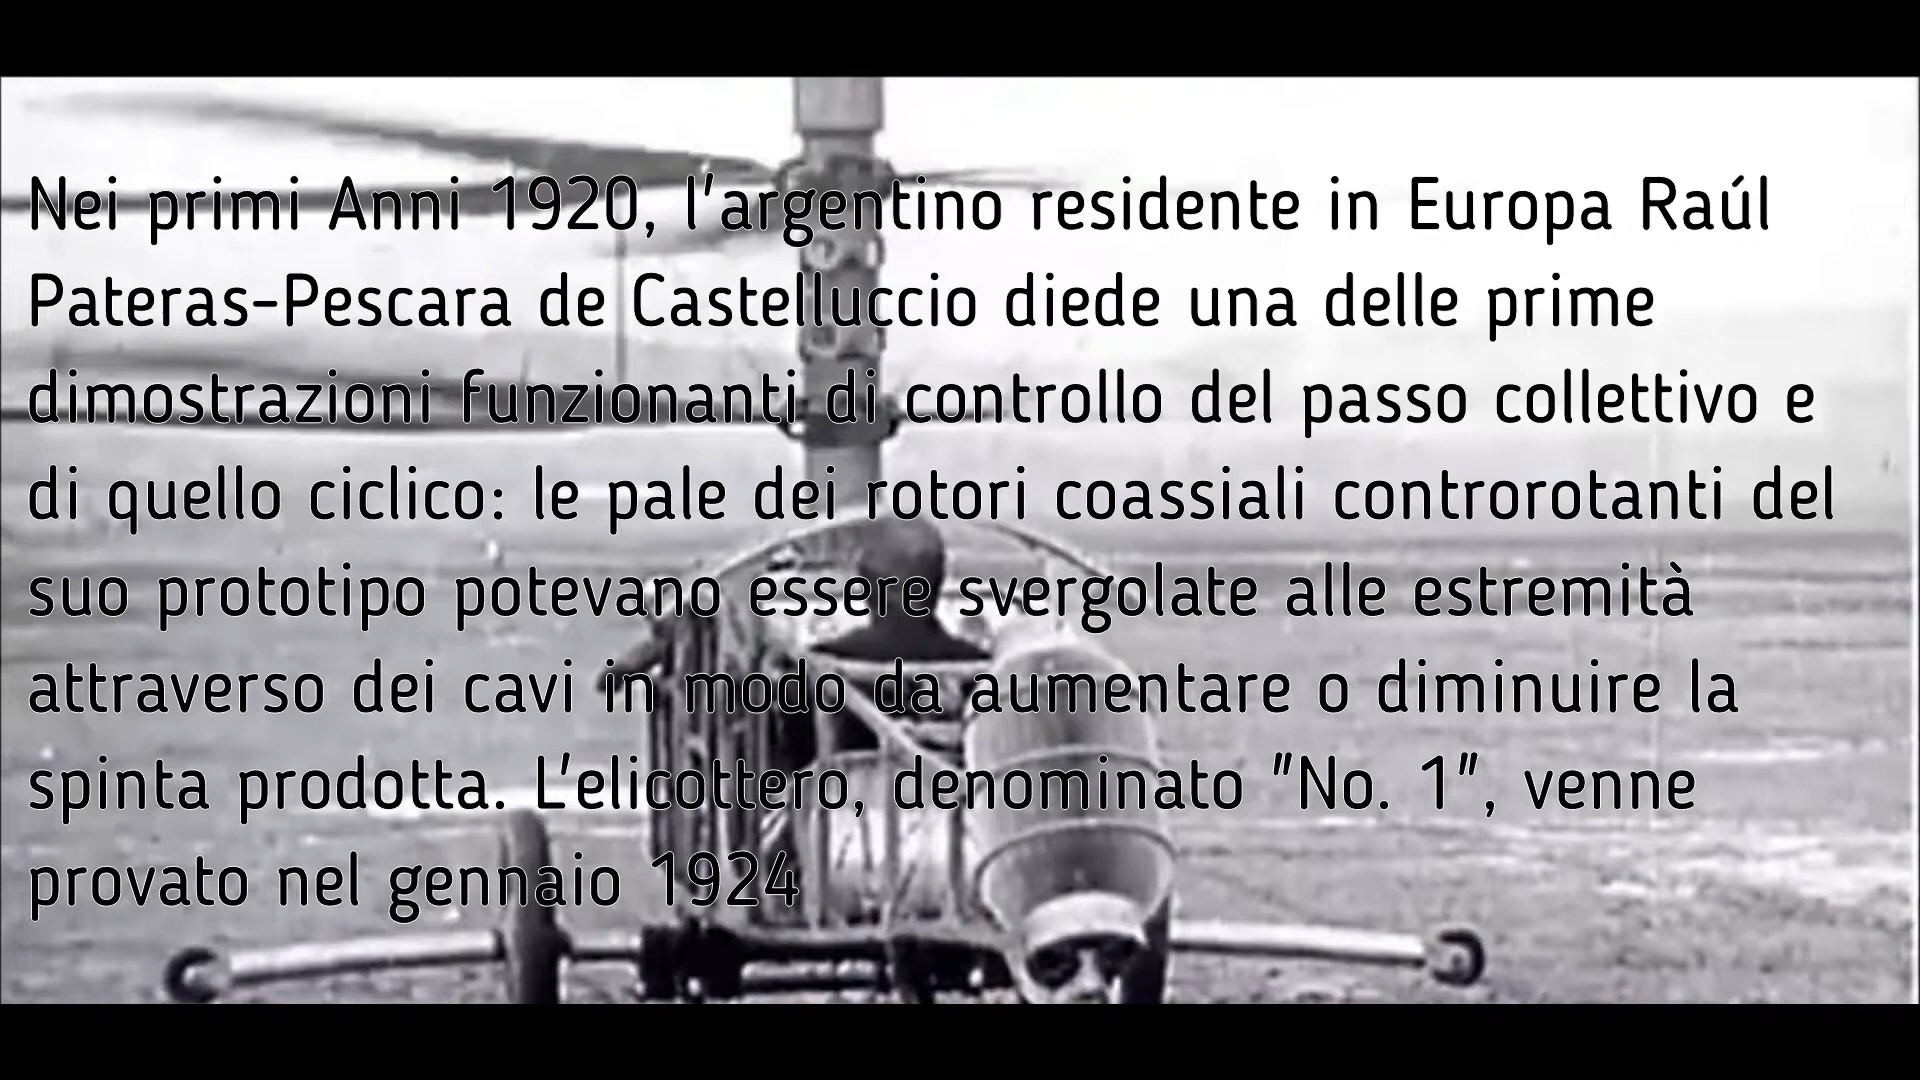 Nei primi Anni 1920, l'argentino residente in Europa Raúl
Pateras-Pescara de Castelluccio diede una delle prime
dimostrazioni funzionanti di controllo del passo collettivo e
di quello ciclico: le pale dei rotori coassiali controrotanti del
suo prototipo potevano essere svergolate alle estremità
attraverso dei cavi in modo da aumentare o diminuire la
spinta prodotta. L'elicottero, denominato "No. 1", venne
provato nel gennaio 1924